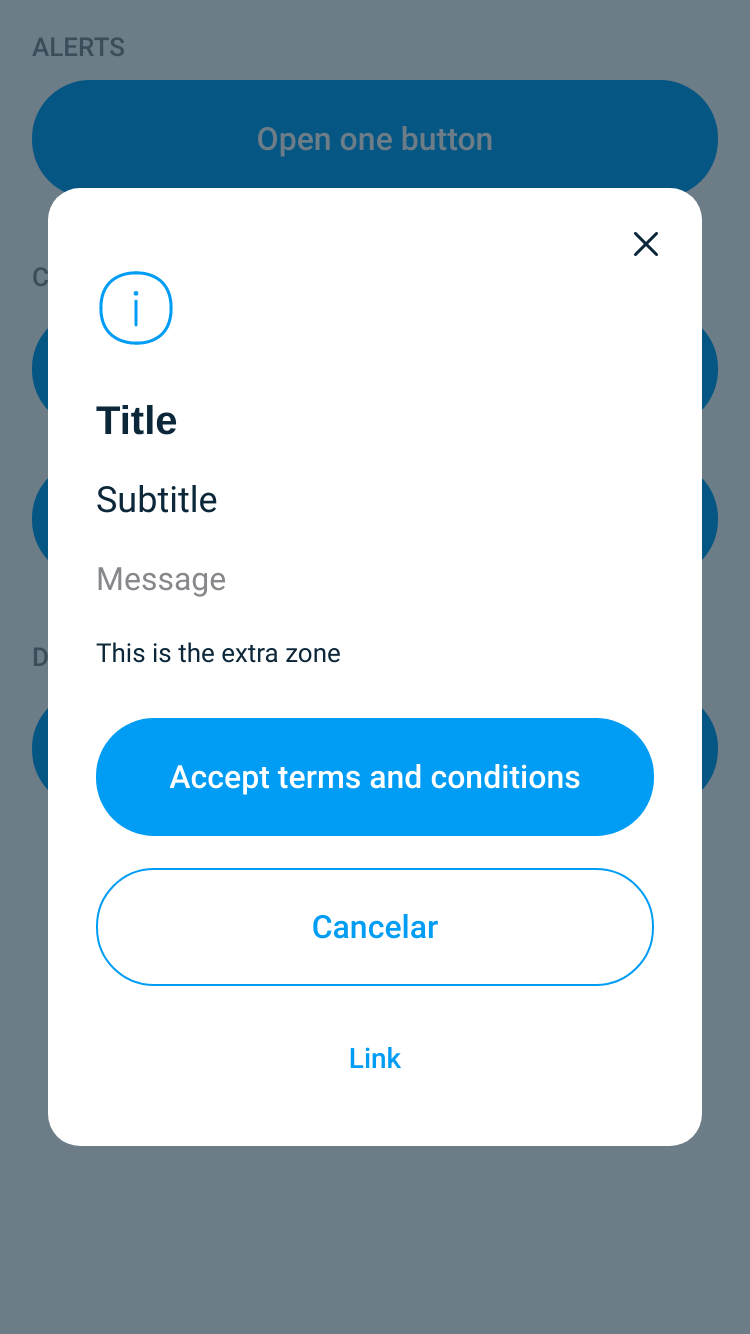 ALERTS
Open one button
C
Title
Subtitle
Message
This is the extra zone
D
Accept terms and conditions
Cancelar
Link